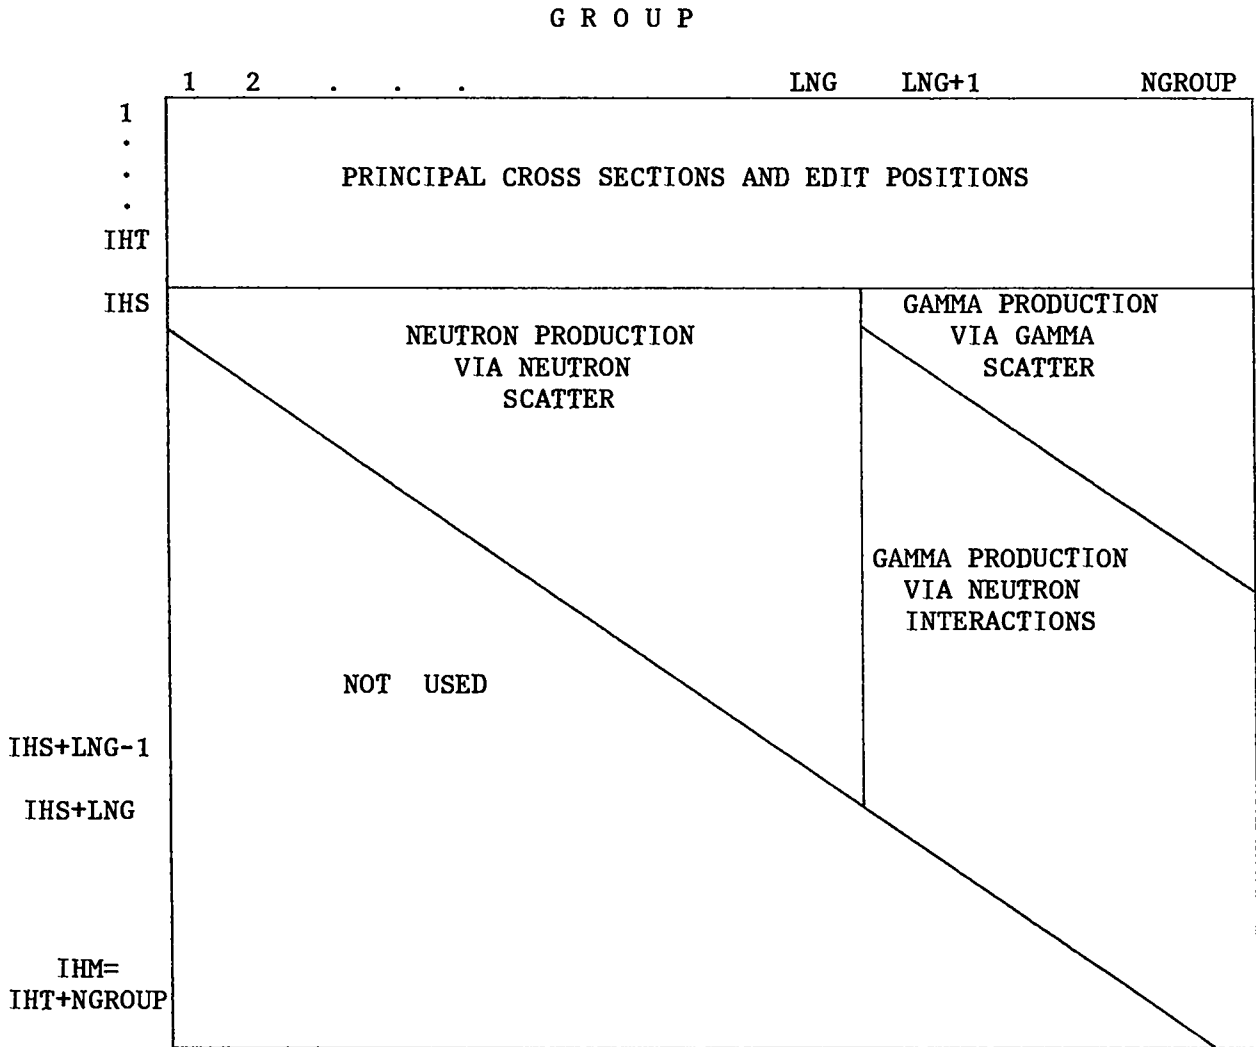 G R O U P
1 2 . . . LNG LNG+1 NGROUP
1
.
.
.
IHT
IHS
PRINCIPAL CROSS SECTIONS AND EDIT POSITIONS
NEUTRON PRODUCTION
VIA NEUTRON
SCATTER
GAMMA PRODUCTION
VIA GAMMA
SCATTER
GAMMA PRODUCTION
VIA NEUTRON
INTERACTIONS
NOT USED
IHS+LNG-1
IHS+LNG
IHM=
IHT+NGROUP